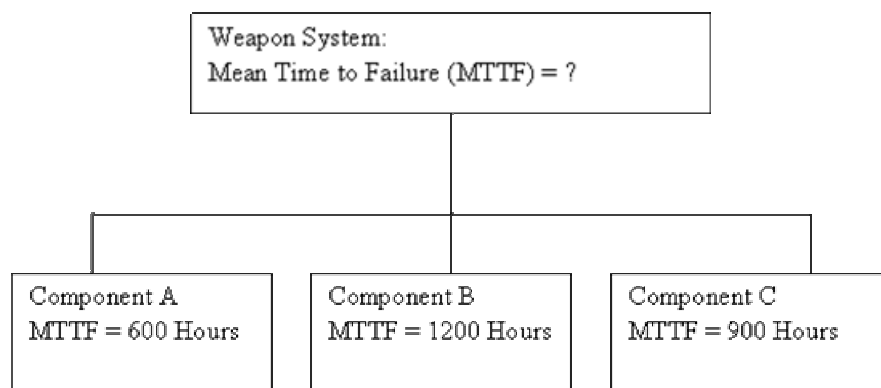 Weapon System:
Mean Time to Failure (MTTF) = ?
Component A
MTTF = 600 Hours
Component B
MTTF = 1200 Hours
Component C
MTTF = 900 Hours